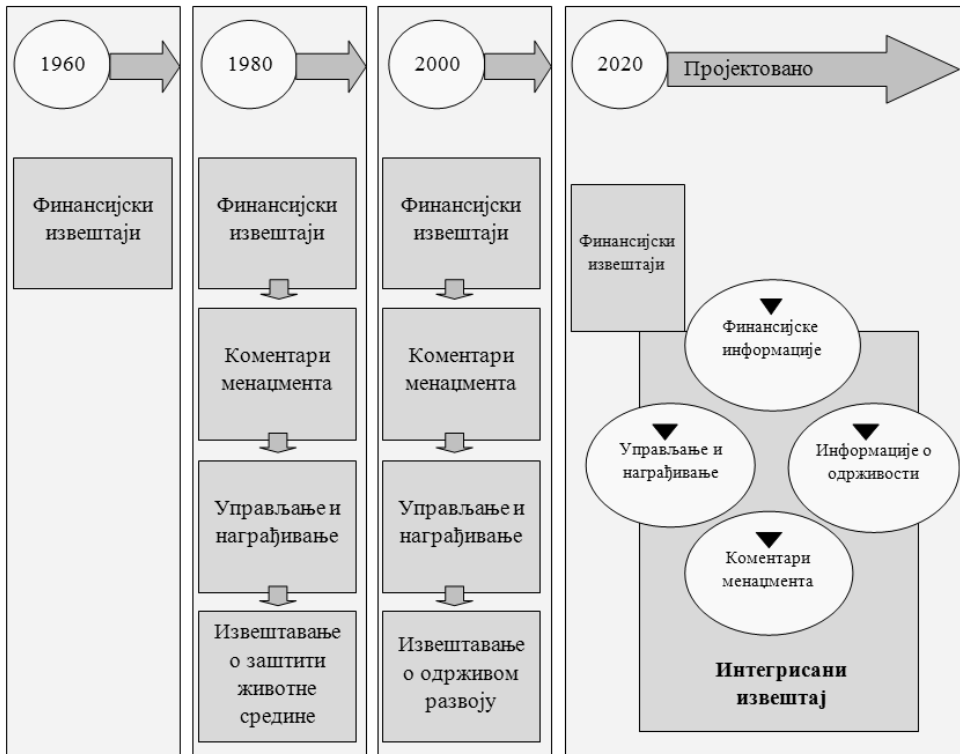 1960
Финансијски
извештаји
1980
Финансијски
извештаји
Коментари
менаџмента
Управљање и
награђивање
Извештавање
о заштити
животне
средине
2000
Финансијски
извештаји
Коментари
менаџмента
Управљање и
награђивање
Извештавање
о одрживом
развоју
2020
Пројектовано
Финансијски
извештаји
Финансијске
информације
Управљање и
награђивање
Информације о
одрживости
Коментари
менаџмента
Интегрисани
извештај